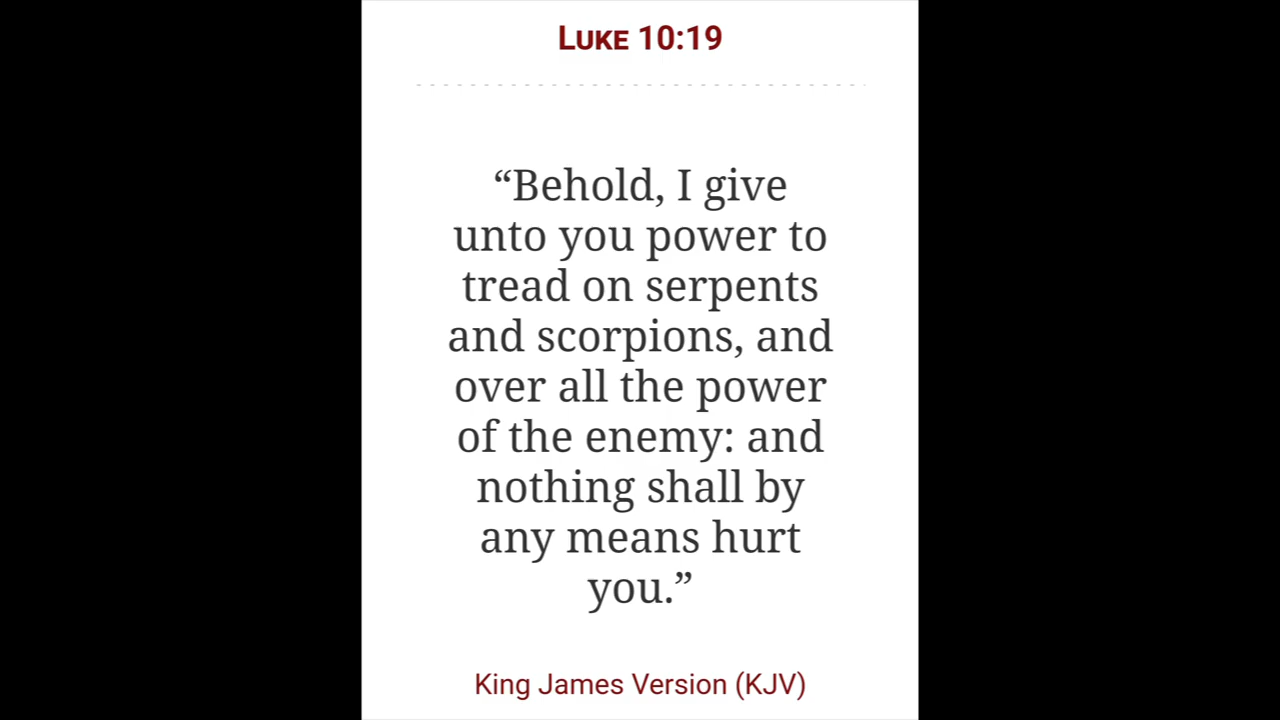 Luke 10:19
“Behold, I give
unto you power to
tread on serpents
and scorpions, and
over all the power
of the enemy: and
nothing shall by
any means hurt
you.”
King James Version (KJV)